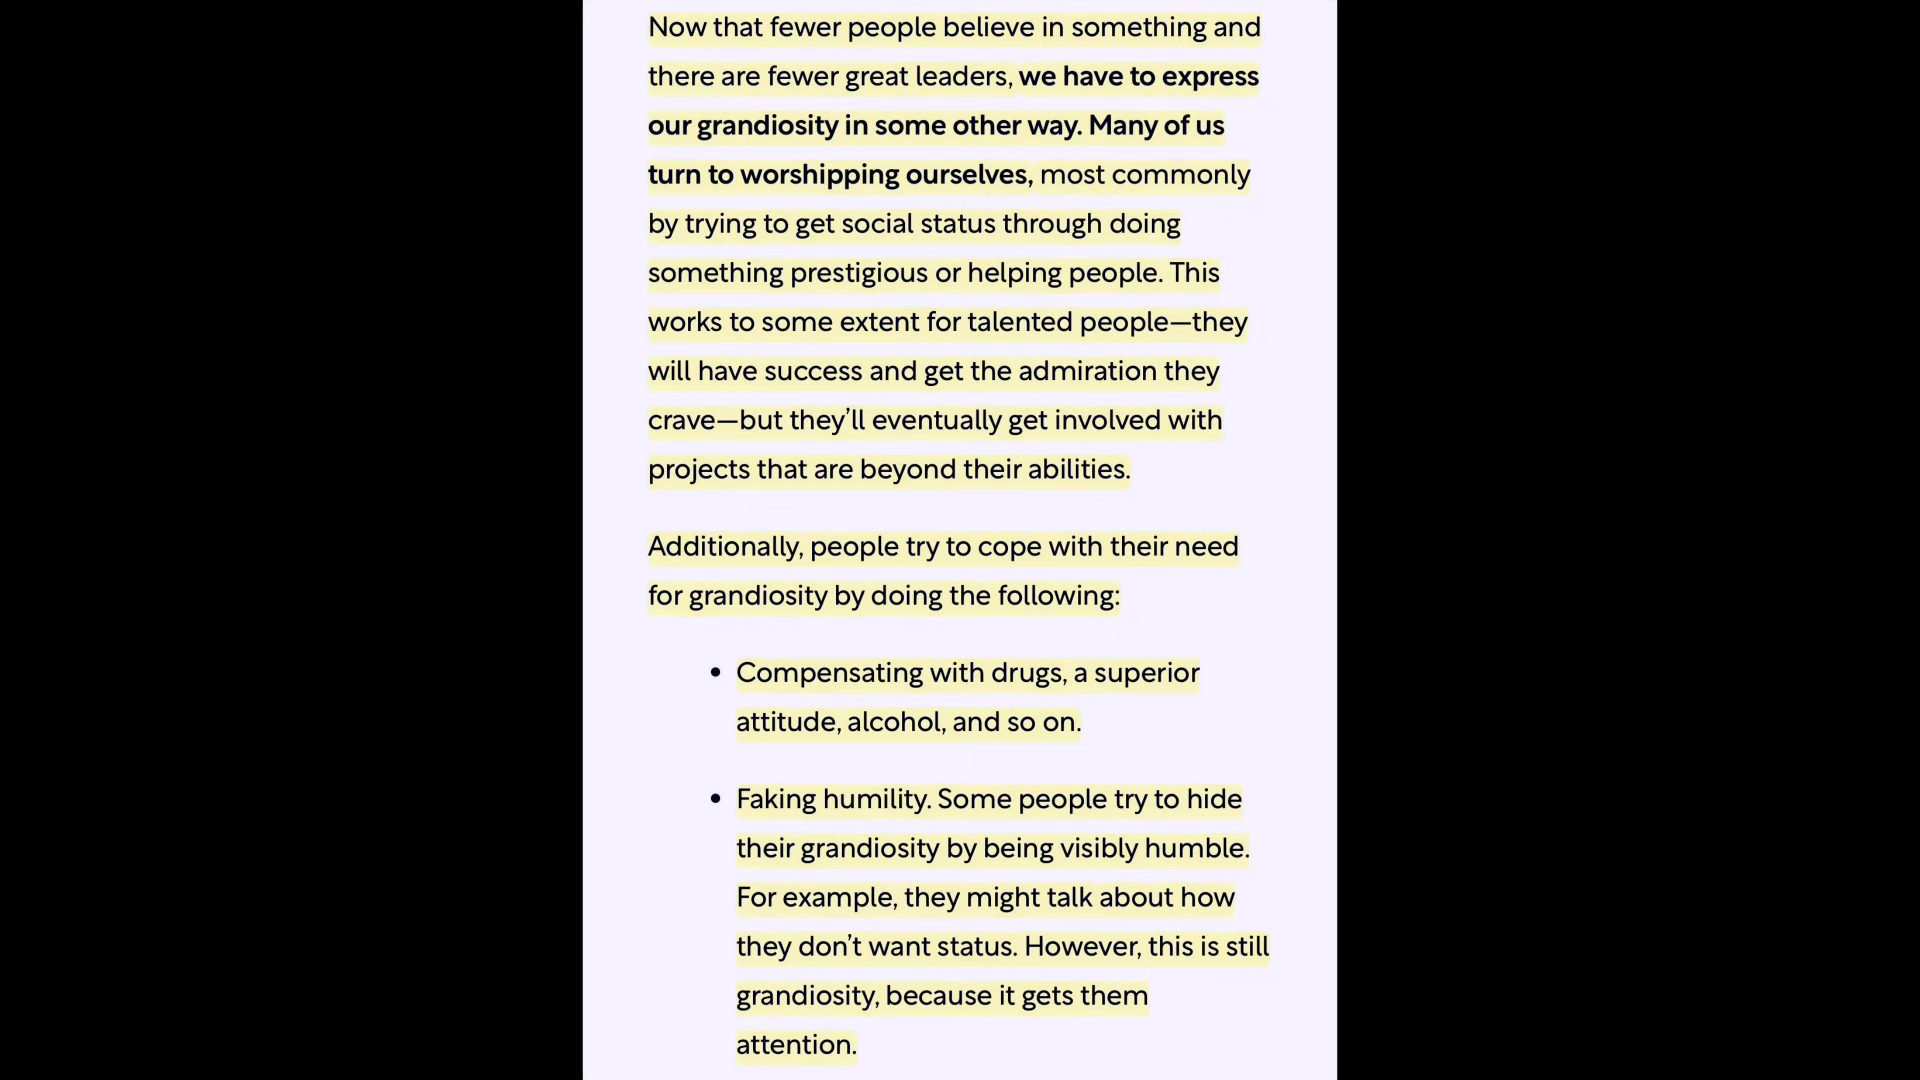 Now that fewer people believe in something and
there are fewer great leaders, we have to express
our grandiosity in some other way. Many of us
turn to worshipping ourselves, most commonly
by trying to get social status through doing
something prestigious or helping people. This
works to some extent for talented people—they
will have success and get the admiration they
crave—but they’ll eventually get involved with
projects that are beyond their abilities.
Additionally, people try to cope with their need
for grandiosity by doing the following:
• Compensating with drugs, a superior
attitude, alcohol, and so on.
• Faking humility. Some people try to hide
their grandiosity by being visibly humble.
For example, they might talk about how
they don’t want status. However, this is still
grandiosity, because it gets them
attention.